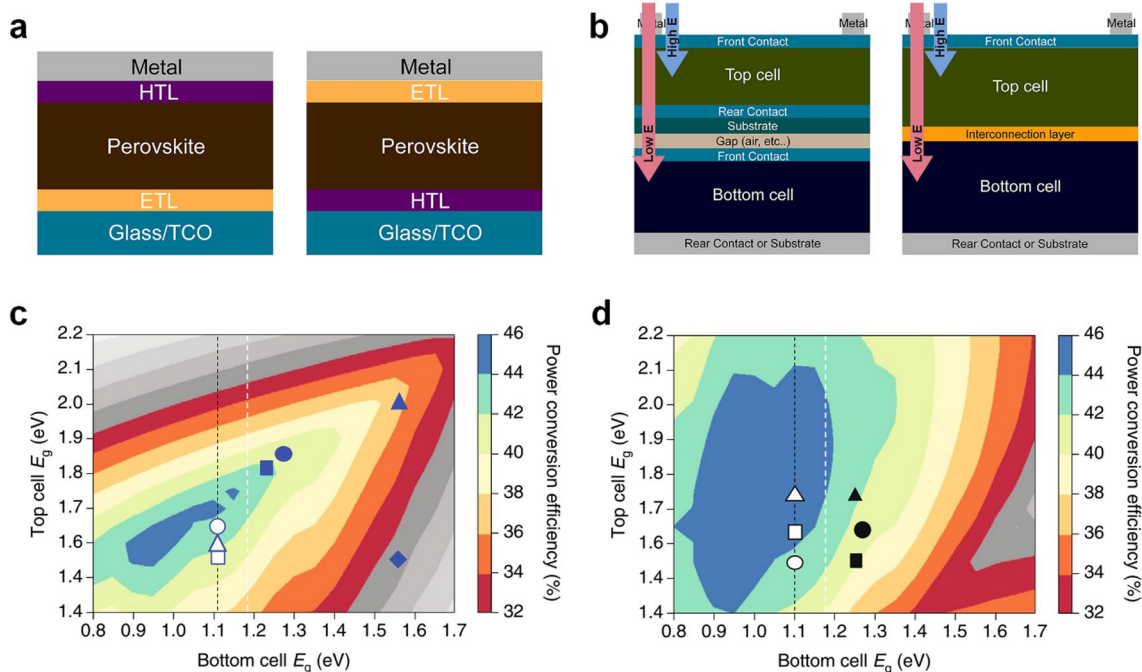 a
Metal
HTL
Perovskite
ETL
Glass/TCO
Metal
ETL
Perovskite
HTL
Glass/TCO
b
Metal
High E
Low E
Front Contact
Top cell
Rear Contact
Substrate
Gap (air, etc..)
Front Contact
Bottom cell
Rear Contact or Substrate
Metal
Metal
High E
Low E
Front Contact
Top cell
Interconnection layer
Bottom cell
Rear Contact or Substrate
Metal
c
Top cell Eg (eV)
2.2
2.1
2.0
1.9
1.8
1.7
1.6
1.4
1.4
0.8 0.9 1.0 1.1 1.2 1.3 1.4 1.5 1.6 1.7
Bottom cell Eg (eV)
46
44
42
40
38
36
34
32
Power conversion efficiency (%)
d
Top cell Eg (eV)
2.2
2.1
2.0
1.9
1.8
1.7
1.6
1.4
1.4
0.8 0.9 1.0 1.1 1.2 1.3 1.4 1.5 1.6 1.7
Bottom cell Eg (eV)
46
44
42
40
38
36
34
32
Power conversion efficiency (%)